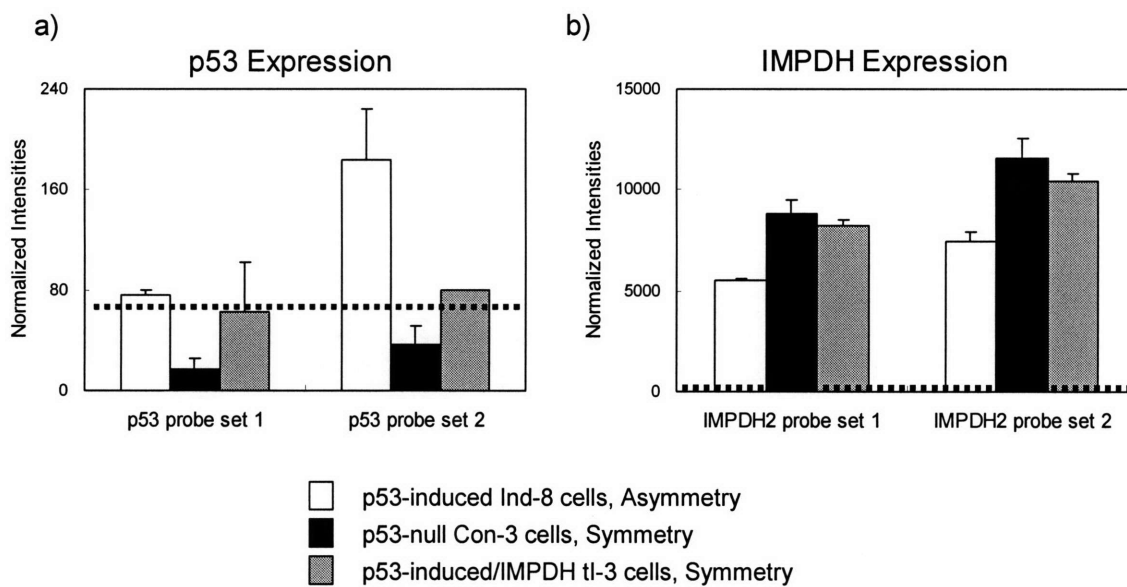 a)
p53 Expression
Normalized Intensities
240
160
80
0
p53 probe set 1
p53 probe set 2
b)
IMPDH Expression
Normalized Intensities
15000
10000
5000
0
IMPDH2 probe set 1
IMPDH2 probe set 2
p53-induced Ind-8 cells, Asymmetry
p53-null Con-3 cells, Symmetry
p53-induced/IMPDH tI-3 cells, Symmetry